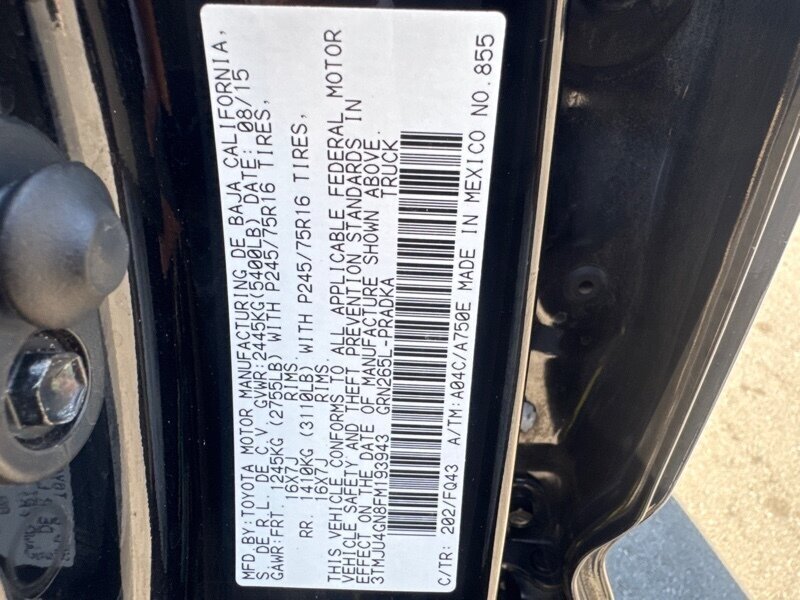 MFD.BY: TOYOTA MOTOR MANUFACTURING DE BAJA CALIFORNIA,
S. DE R.L. DE C.V. GVWR:2445KG(5400LB) DATE: 08/15
GAWR:FRT. 1245KG (2755LB) WITH P245/75R16 TIRES,
16X7J RIMS
RR. 1410KG (3110LB) WITH P245/75R16 TIRES,
16X7J RIMS
THIS VEHICLE CONFORMS TO ALL APPLICABLE FEDERAL MOTOR
VEHICLE SAFETY AND THEFT PREVENTION STANDARDS IN
EFFECT ON THE DATE OF MANUFACTURE SHOWN ABOVE.
3TMJU4GN8FM193943 GRN265L-PRADKA TRUCK
C/TR: 202/FQ43 A/TM:A04C/A750E MADE IN MEXICO NO.855